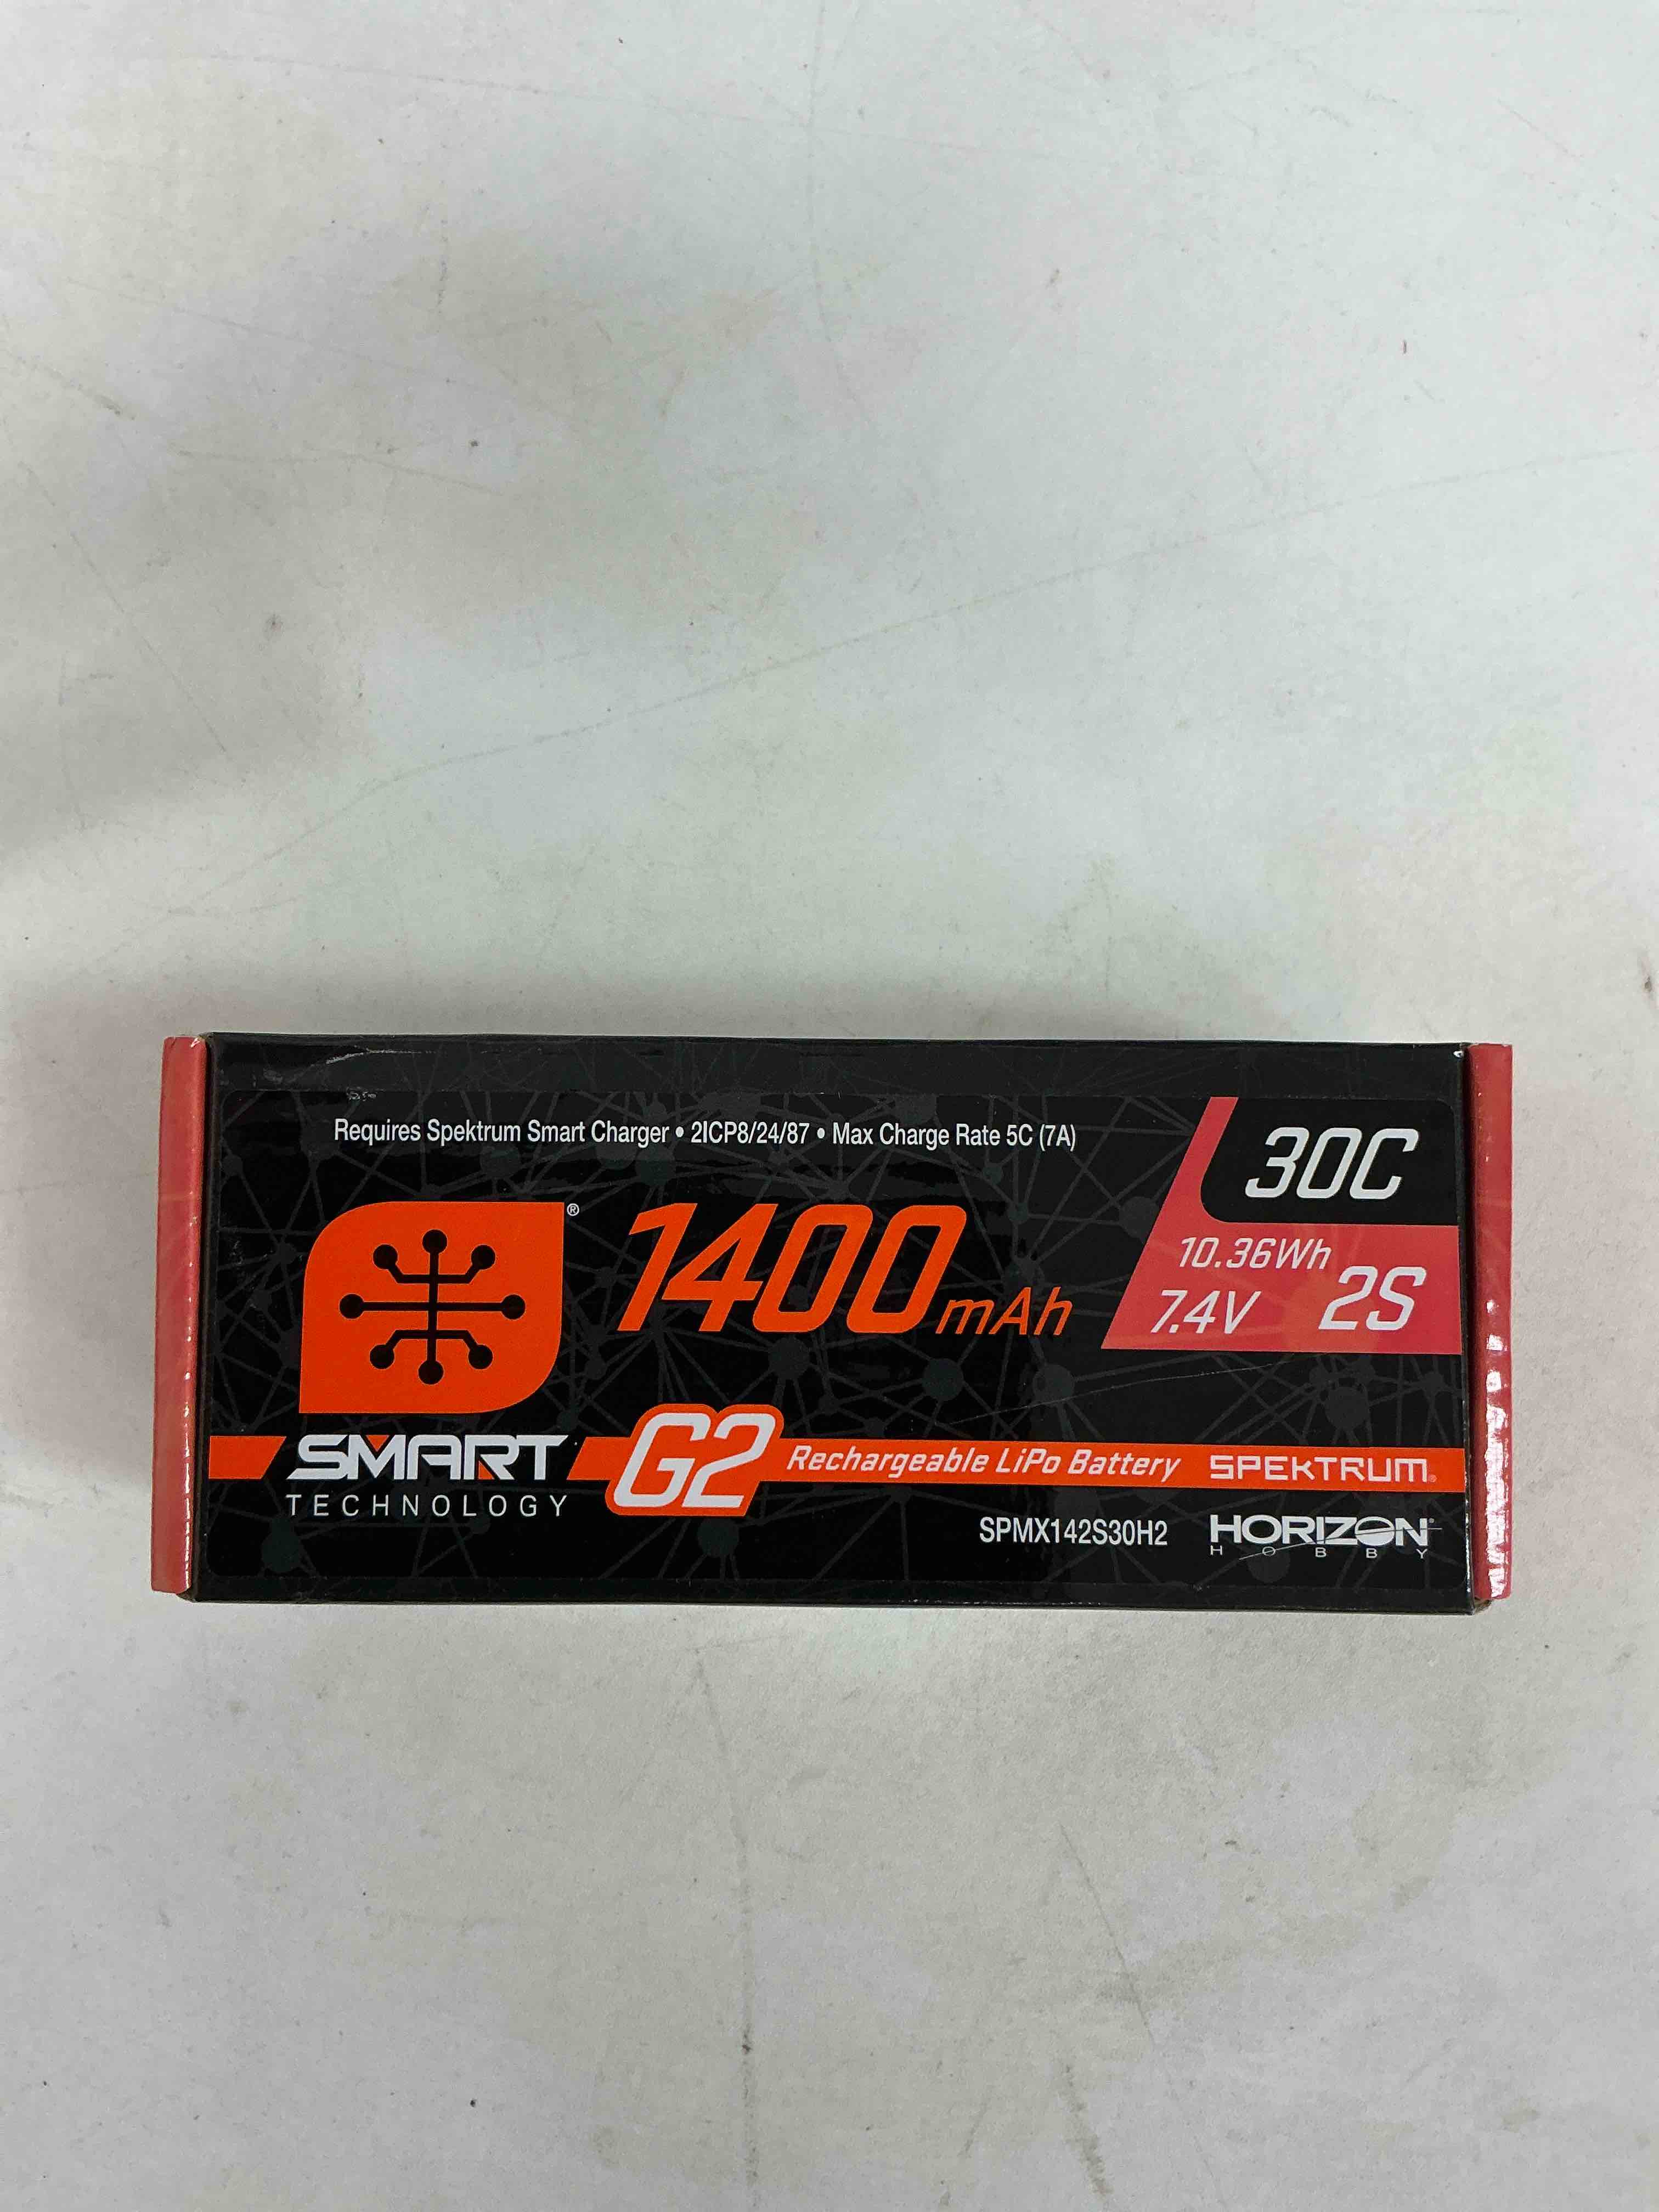 Requires Spektrum Smart Charger • 2ICP8/24/87 • Max Charge Rate 5C (7A)
30C
®
1400mAh
10.36Wh
7.4V 2S
SMART
TECHNOLOGY
G2 Rechargeable LiPo Battery SPEKTRUM®
SPMX142S30H2
HORIZON®
HOBBY